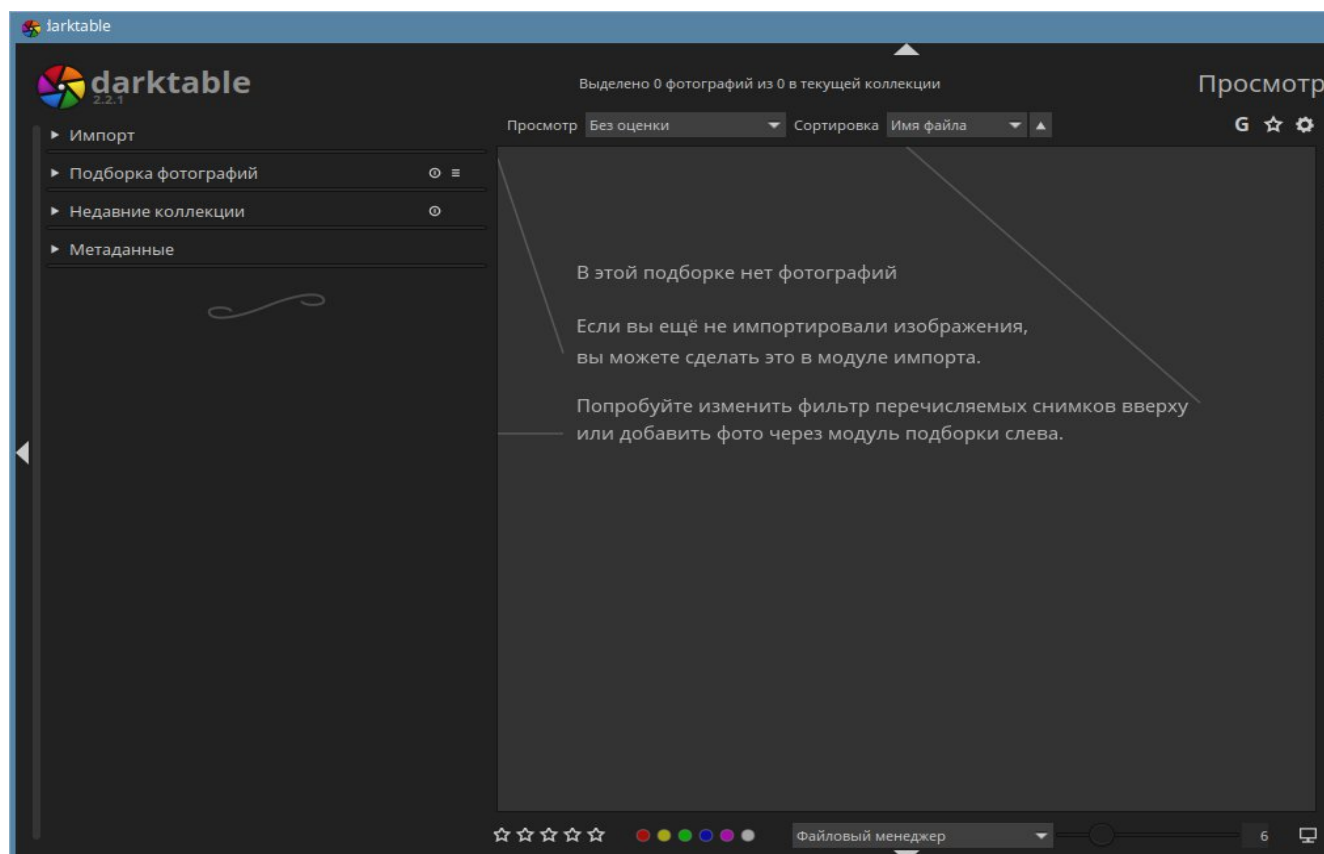 darktable
darktable
2.2.1
Выделено 0 фотографий из 0 в текущей коллекции
Просмотр
Просмотр Без оценки Сортировка Имя файла
G
Импорт
Подборка фотографий
Недавние коллекции
Метаданные
В этой подборке нет фотографий
Если вы ещё не импортировали изображения,
вы можете сделать это в модуле импорта.
Попробуйте изменить фильтр перечисляемых снимков вверху
или добавить фото через модуль подборки слева.
Файловый менеджер
6